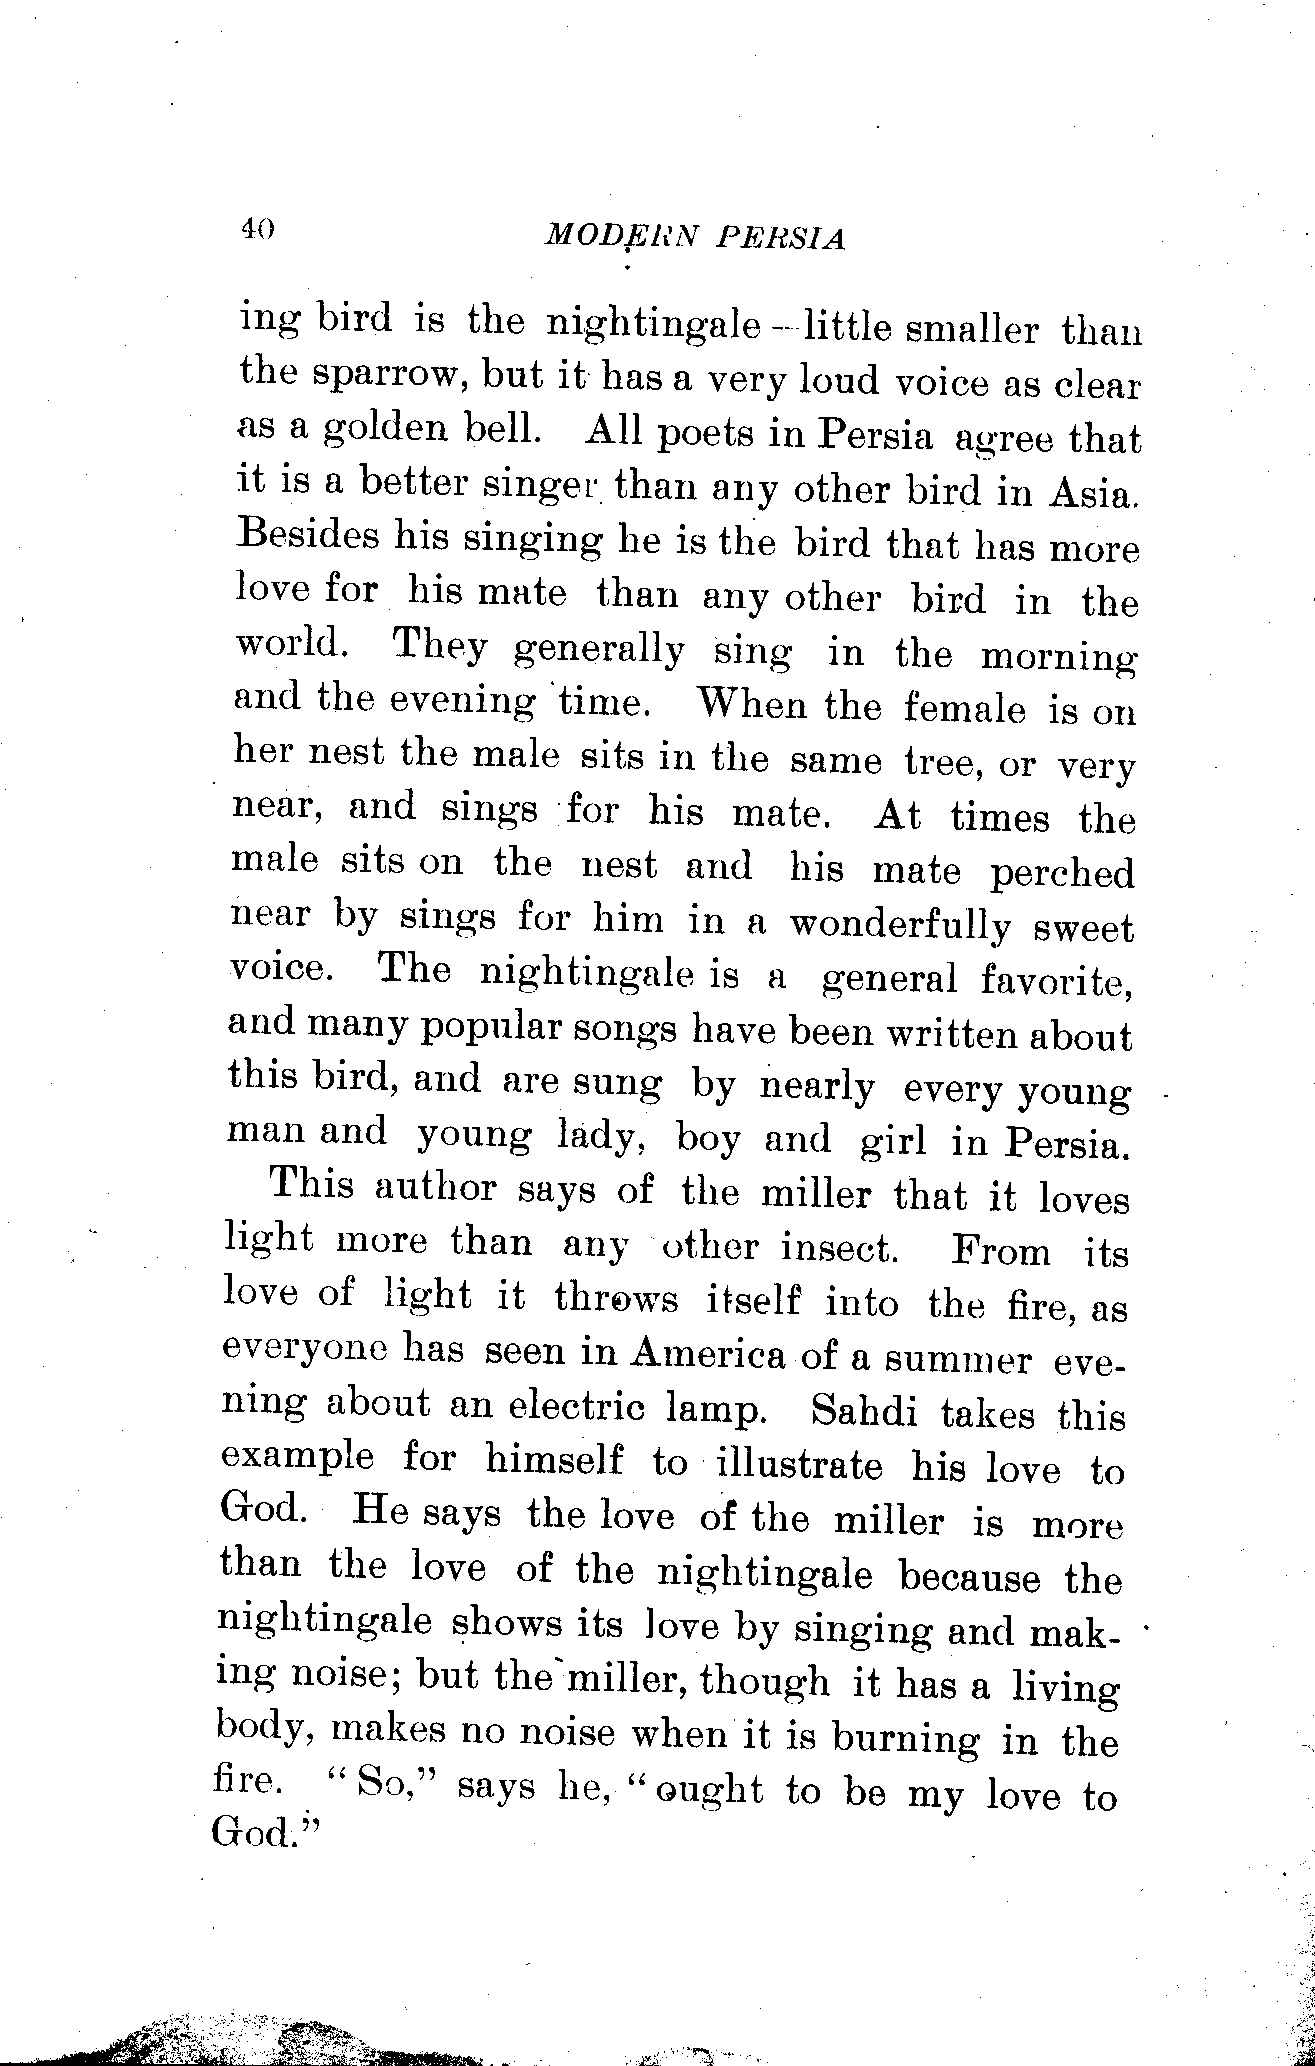 40 MODERN PERSIA
ing bird is the nightingale – little smaller than
the sparrow, but it has a very loud voice as clear
as a golden bell. All poets in Persia agree that
it is a better singer than any other bird in Asia.
Besides his singing he is the bird that has more
love for his mate than any other bird in the
world. They generally sing in the morning
and the evening time. When the female is on
her nest the male sits in the same tree, or very
near, and sings for his mate. At times the
male sits on the nest and his mate perched
near by sings for him in a wonderfully sweet
voice. The nightingale is a general favorite,
and many popular songs have been written about
this bird, and are sung by nearly every young
man and young lady, boy and girl in Persia.
This author says of the miller that it loves
light more than any other insect. From its
love of light it throws itself into the fire, as
everyone has seen in America of a summer eve-
ning about an electric lamp. Sahdi takes this
example for himself to illustrate his love to
God. He says the love of the miller is more
than the love of the nightingale because the
nightingale shows its love by singing and mak-
ing noise; but the miller, though it has a living
body, makes no noise when it is burning in the
fire. "So," says he, "ought to be my love to
God."